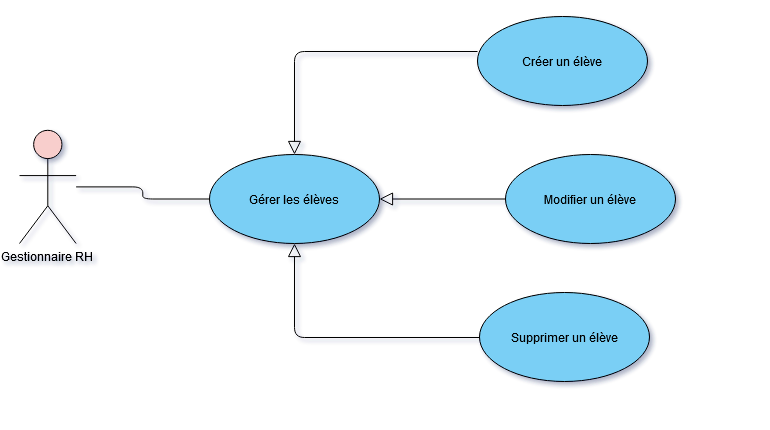 Créer un élève
Gérer les élèves
Modifier un élève
Gestionnaire RH
Supprimer un élève